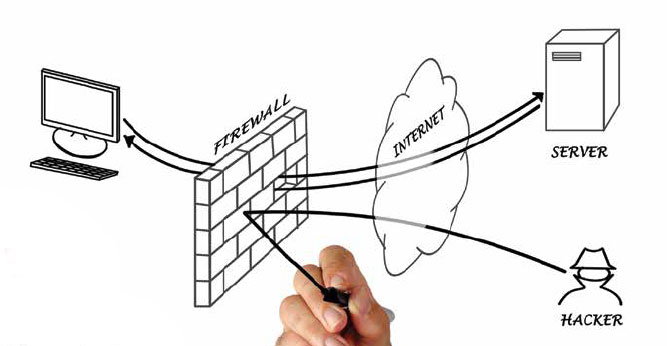 FIREWALL
INTERNET
SERVER
HACKER